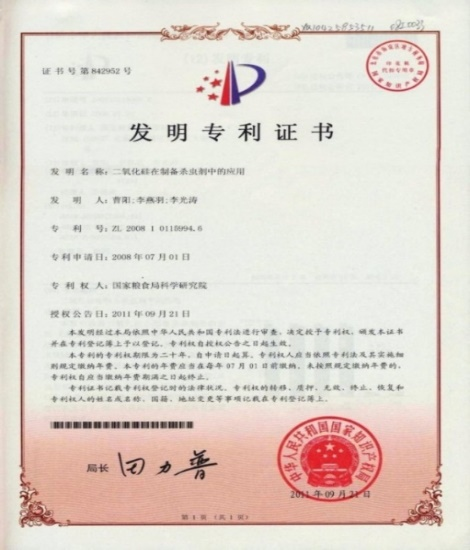 证书号第842952号
发明专利证书
发明名称：二氧化硅在制备杀虫剂中的应用
发明人：曹阳;李燕羽;李光涛
专利号：ZL 2008 1 0115994.6
专利申请日：2008年07月01日
专利权人：国家粮食局科学研究院
授权公告日：2011年09月21日
本发明经过本局依照中华人民共和国专利法进行审查，决定授予专利权，颁发本证书
并在专利登记簿上予以登记。专利权自授权公告之日起生效。
本专利的专利权期限为二十年，自申请日起算。专利权人应当依照专利法及其实施细
则规定缴纳年费。本专利的年费应当在每年07月01日前缴纳。未按照规定缴纳年费的，
专利权自应当缴纳年费期满之日起终止。
专利证书记载专利权登记时的法律状况。专利权的转移、质押、无效、终止、恢复和
专利权人的姓名或名称、国籍、地址变更等事项记载在专利登记簿上。
局长 田力普
中华人民共和国国家知识产权局
2011年09月21日
第1页（共1页）